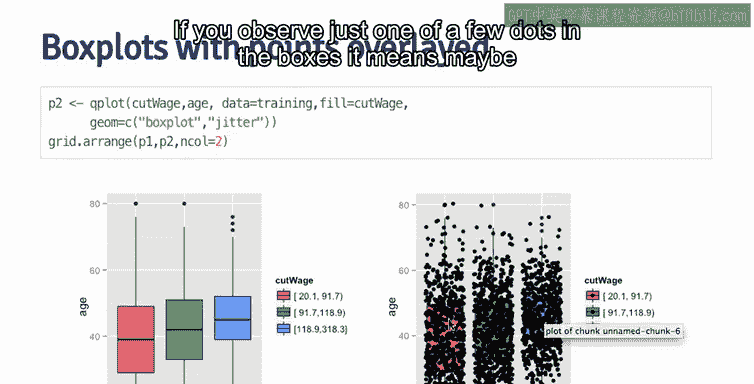 If you observe just one of a few dots in
the boxes it means maybe
Boxplots with points overlayed
p2 <- qplot(cutWage,age, data=training,fill=cutWage,
geom=c("boxplot","jitter"))
grid.arrange(p1,p2,ncol=2)
80
60
40
age
cutWage
[ 20.1, 91.7)
[ 91.7,118.9)
[118.9,318.3]
80
60
40
age
cutWage
[ 20.1, 91.7)
[ 91.7,118.9)
plot of chunk unnamed-chunk-6